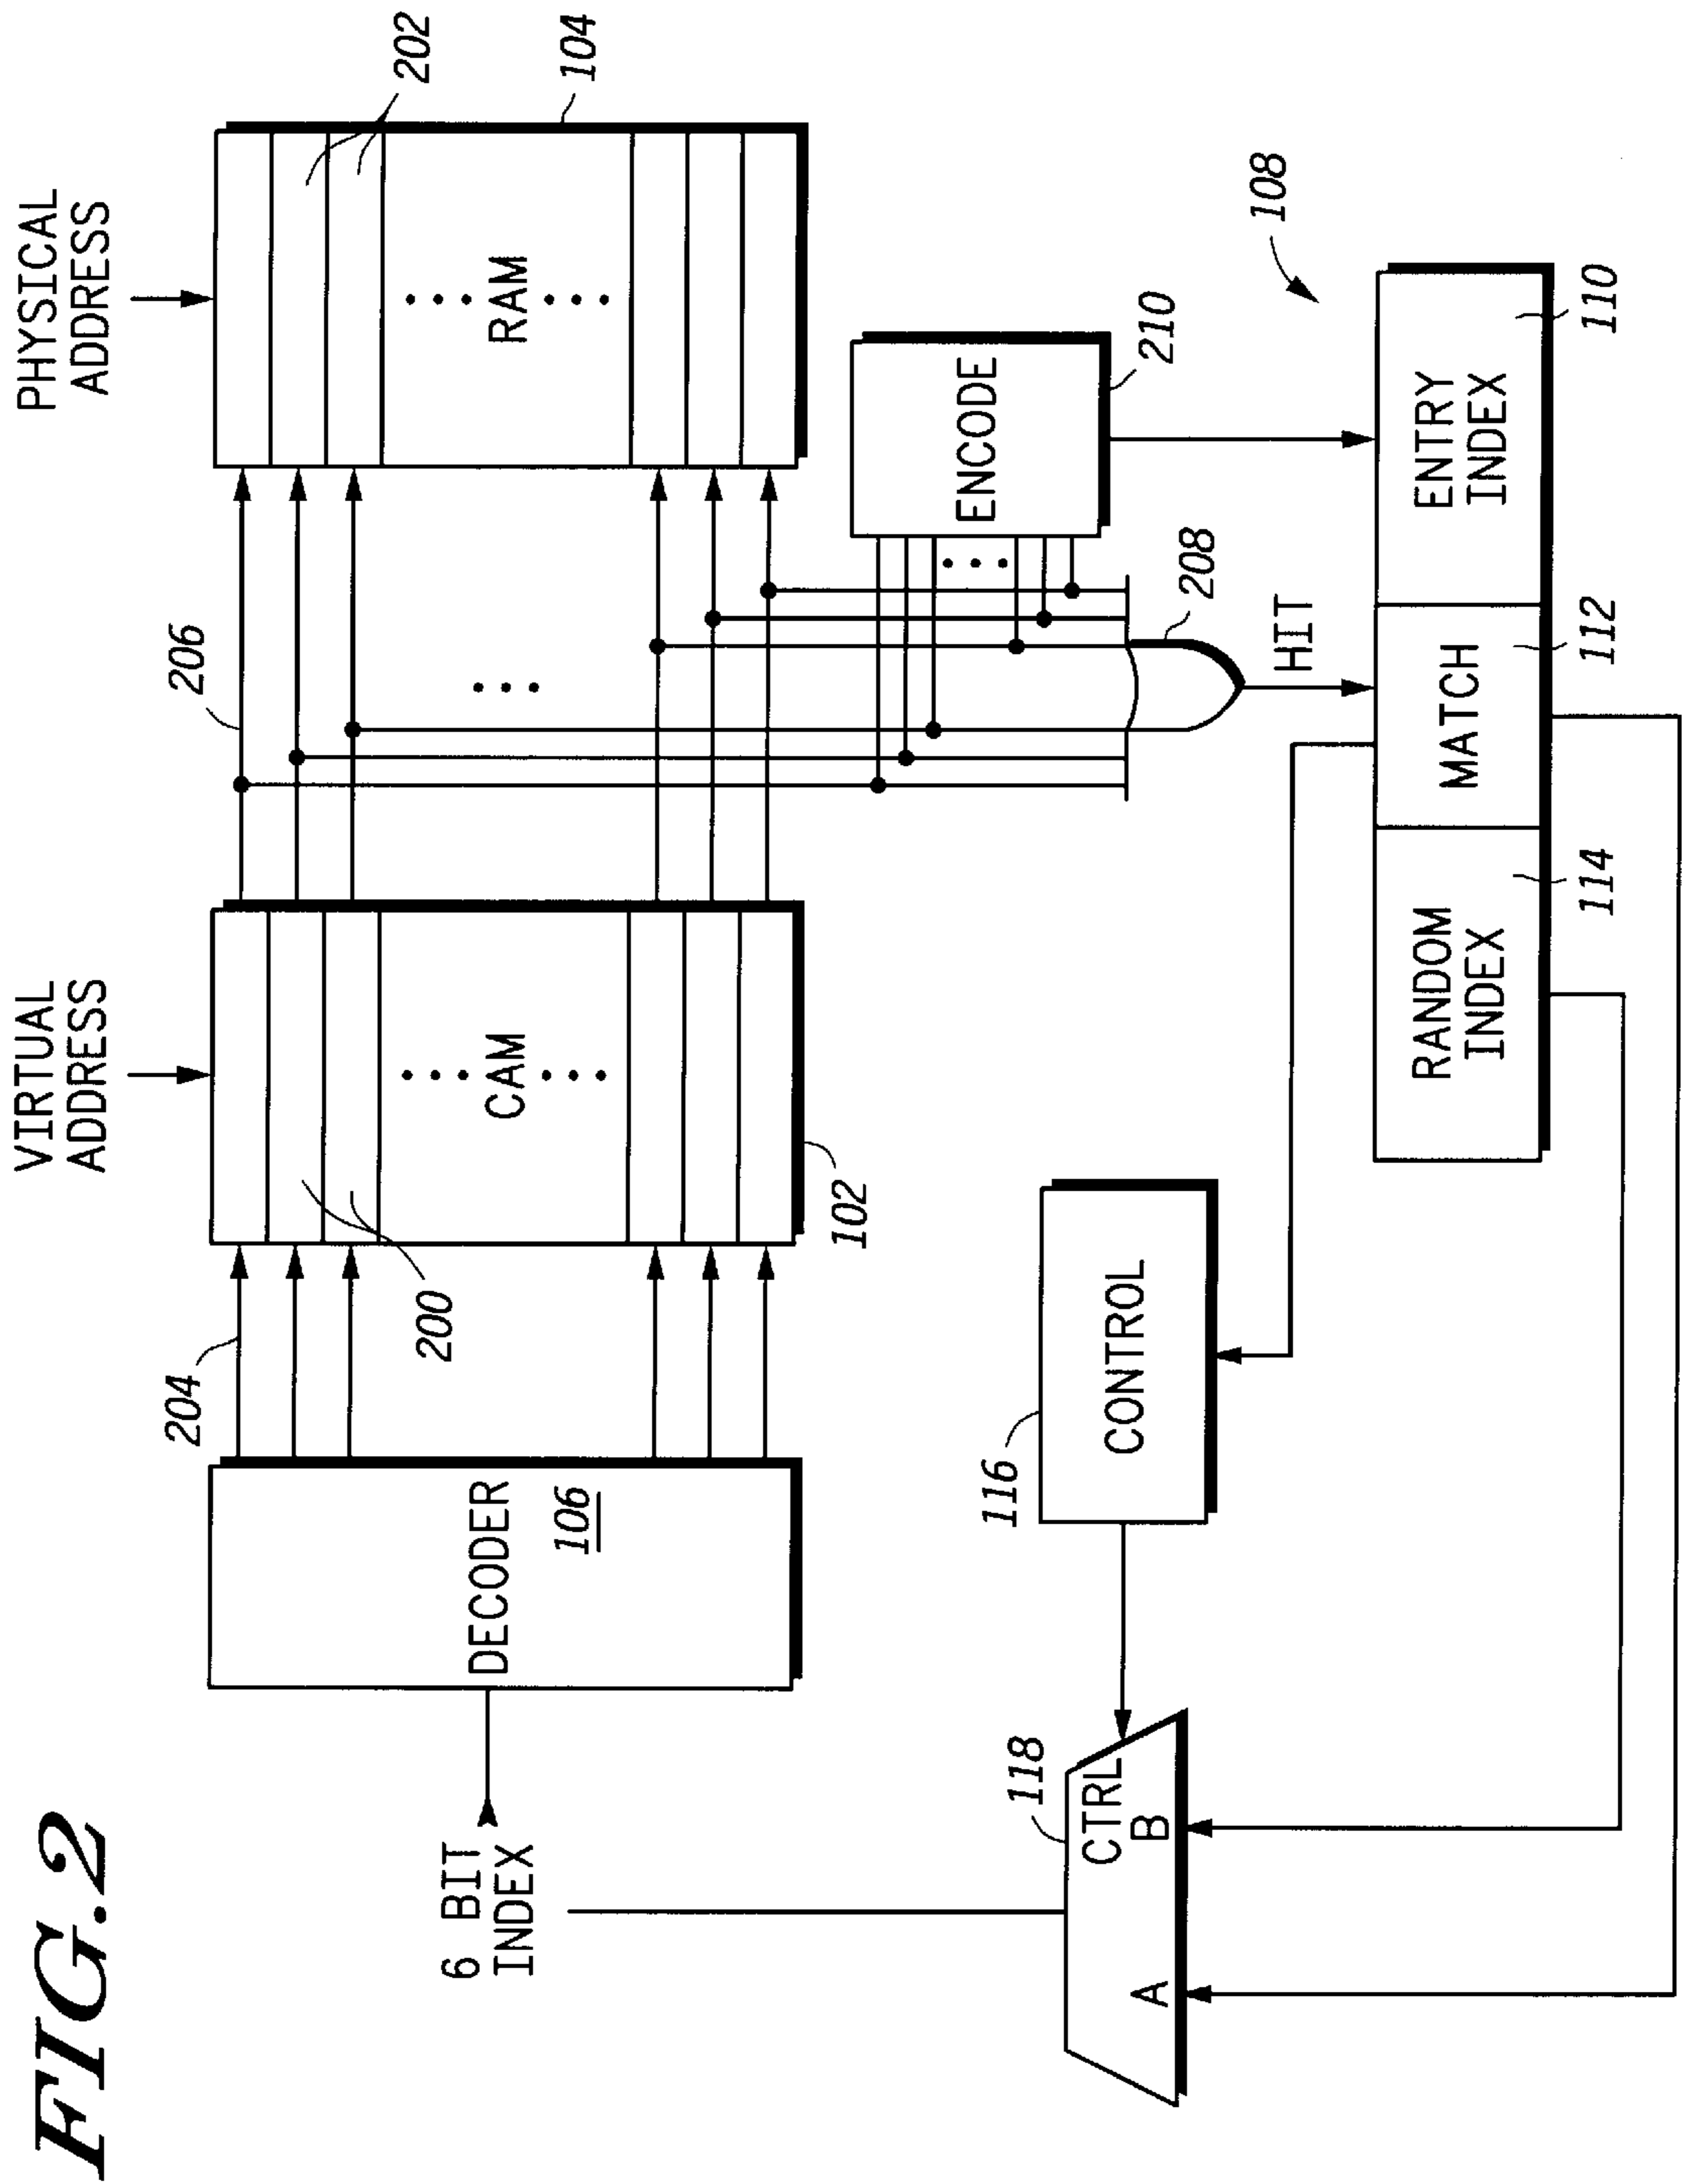 FIG.2
VIRTUAL
ADDRESS
PHYSICAL
ADDRESS
204
206
202
104
6 BIT
INDEX
DECODER
106
200
CAM
102
RAM
ENCODE
210
208
HIT
108
116
CONTROL
118
CTRL
A
B
RANDOM
INDEX
MATCH
ENTRY
INDEX
114
112
110